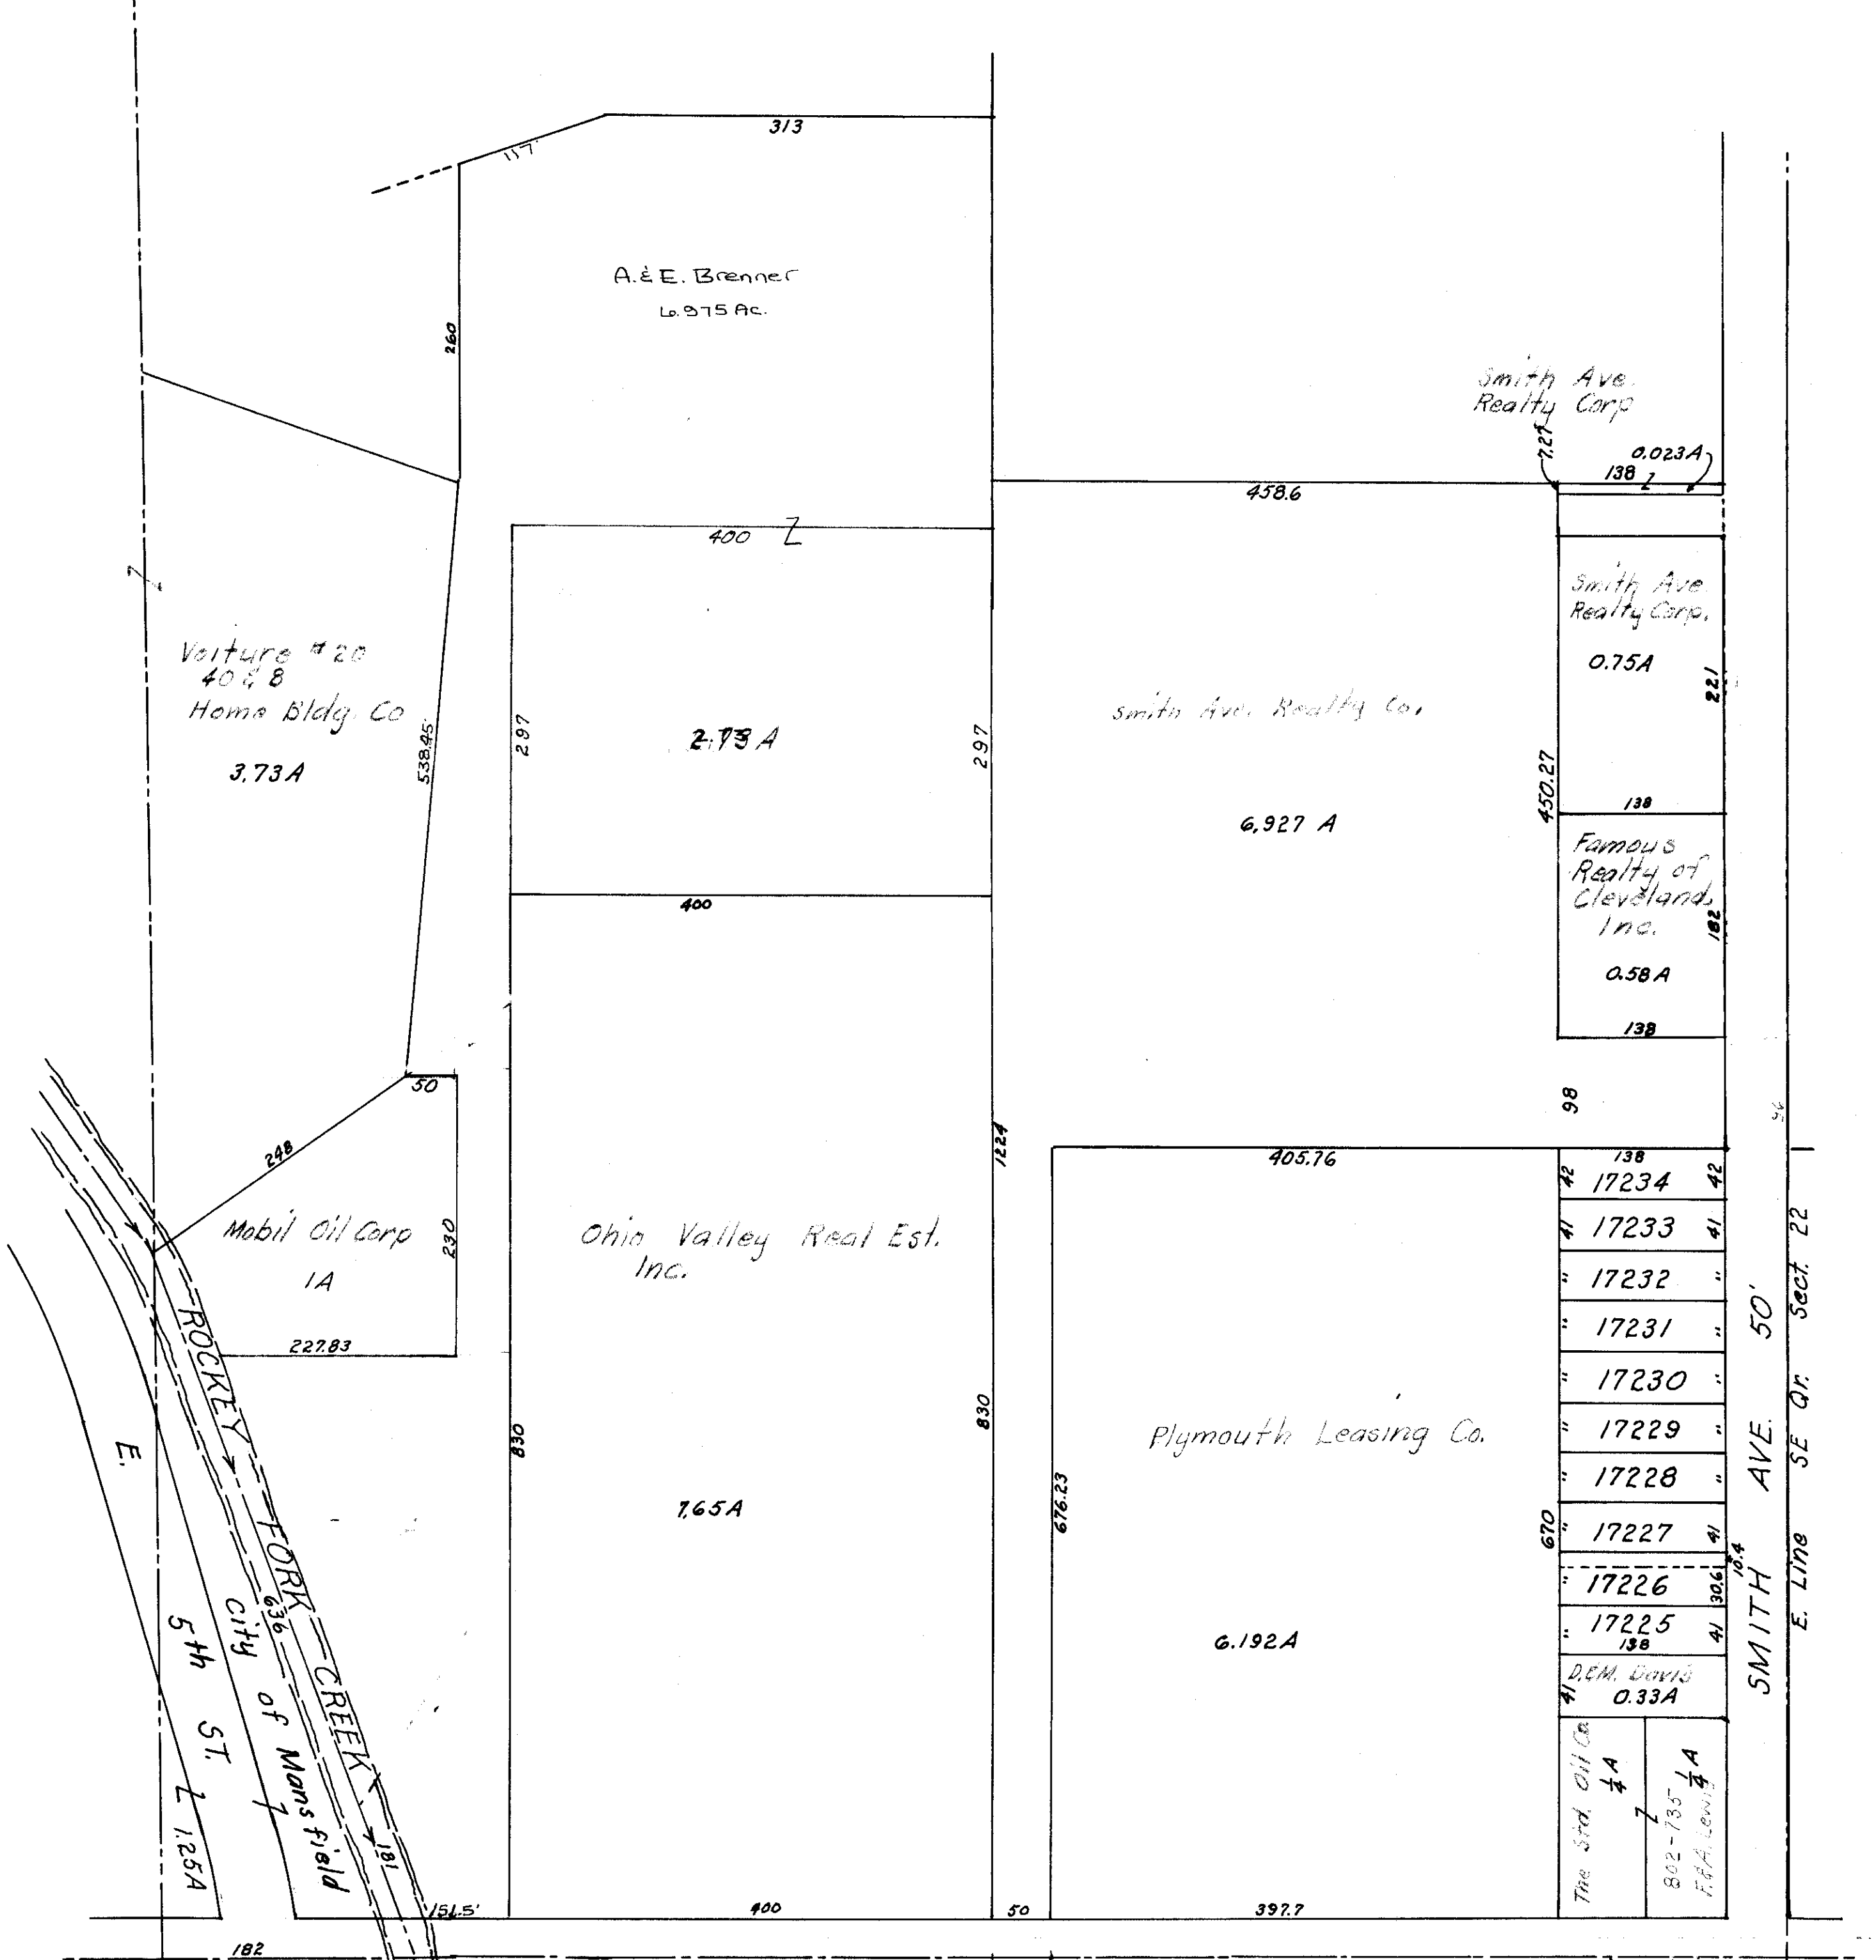 313
117'
A. & E. Brenner
6.975 Ac.
260
Smith Ave.
Realty Corp
7.27
0.023A
138
458.6
400
Smith Ave.
Realty Corp.
0.75A
221
Voiture #20
40 & 8
Home Bldg. Co
3.73A
538.45'
297
2.73 A
297
Smith Ave. Realty Co.
6.927 A
450.27
138
Famous
Realty of
Cleveland,
Inc.
0.58A
182
138
400
50
98
96
248
Mobil Oil Corp
1A
230
227.83
Ohio Valley Real Est.
Inc.
7.65A
830
1224
830
405.76
Plymouth Leasing Co.
6.192A
676.23
670
138
42 17234 42
41 17233 41
" 17232 "
" 17231 "
" 17230 "
" 17229 "
" 17228 "
" 17227 41
10.4
" 17226 30.6
" 17225 41
138
D. & M. Davis
41 0.33A
The Std. Oil Co.
1/4 A
802-735 1/4 A
Lewis
SMITH AVE. 50'
E. Line SE Qr. Sect. 22
ROCKEY FORK CREEK
636
181
City of Mansfield
E. 5th ST.
1.25A
151.5'
400
50
397.7
182